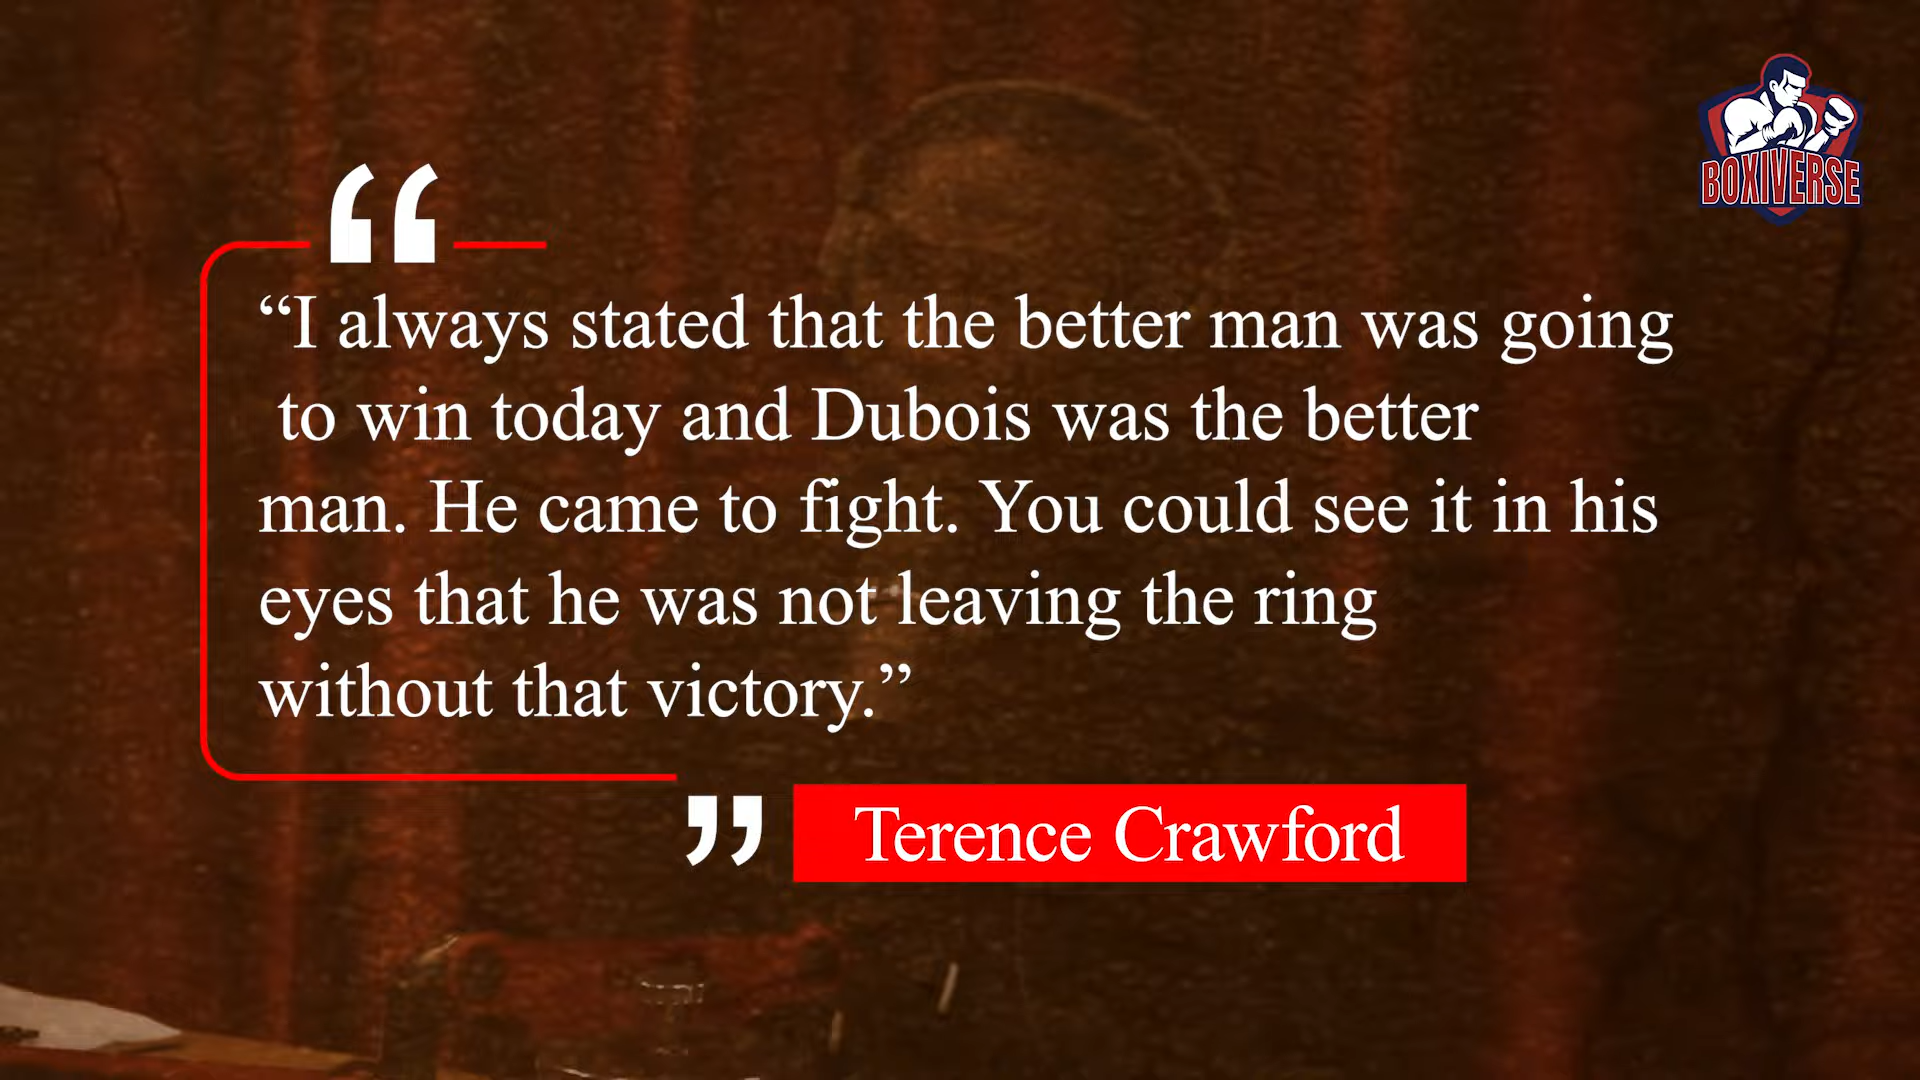 BOXIVERSE
“I always stated that the better man was going
to win today and Dubois was the better
man. He came to fight. You could see it in his
eyes that he was not leaving the ring
without that victory.”
Terence Crawford